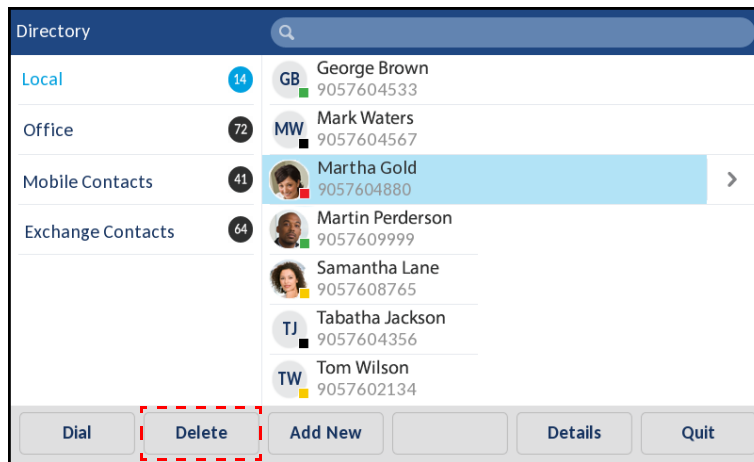 Directory
Local 14
Office 72
Mobile Contacts 41
Exchange Contacts 64
GB George Brown
9057604533
MW Mark Waters
9057604567
Martha Gold
9057604880
Martin Perderson
9057609999
Samantha Lane
9057608765
TJ Tabatha Jackson
9057604356
TW Tom Wilson
9057602134
Dial Delete Add New Details Quit